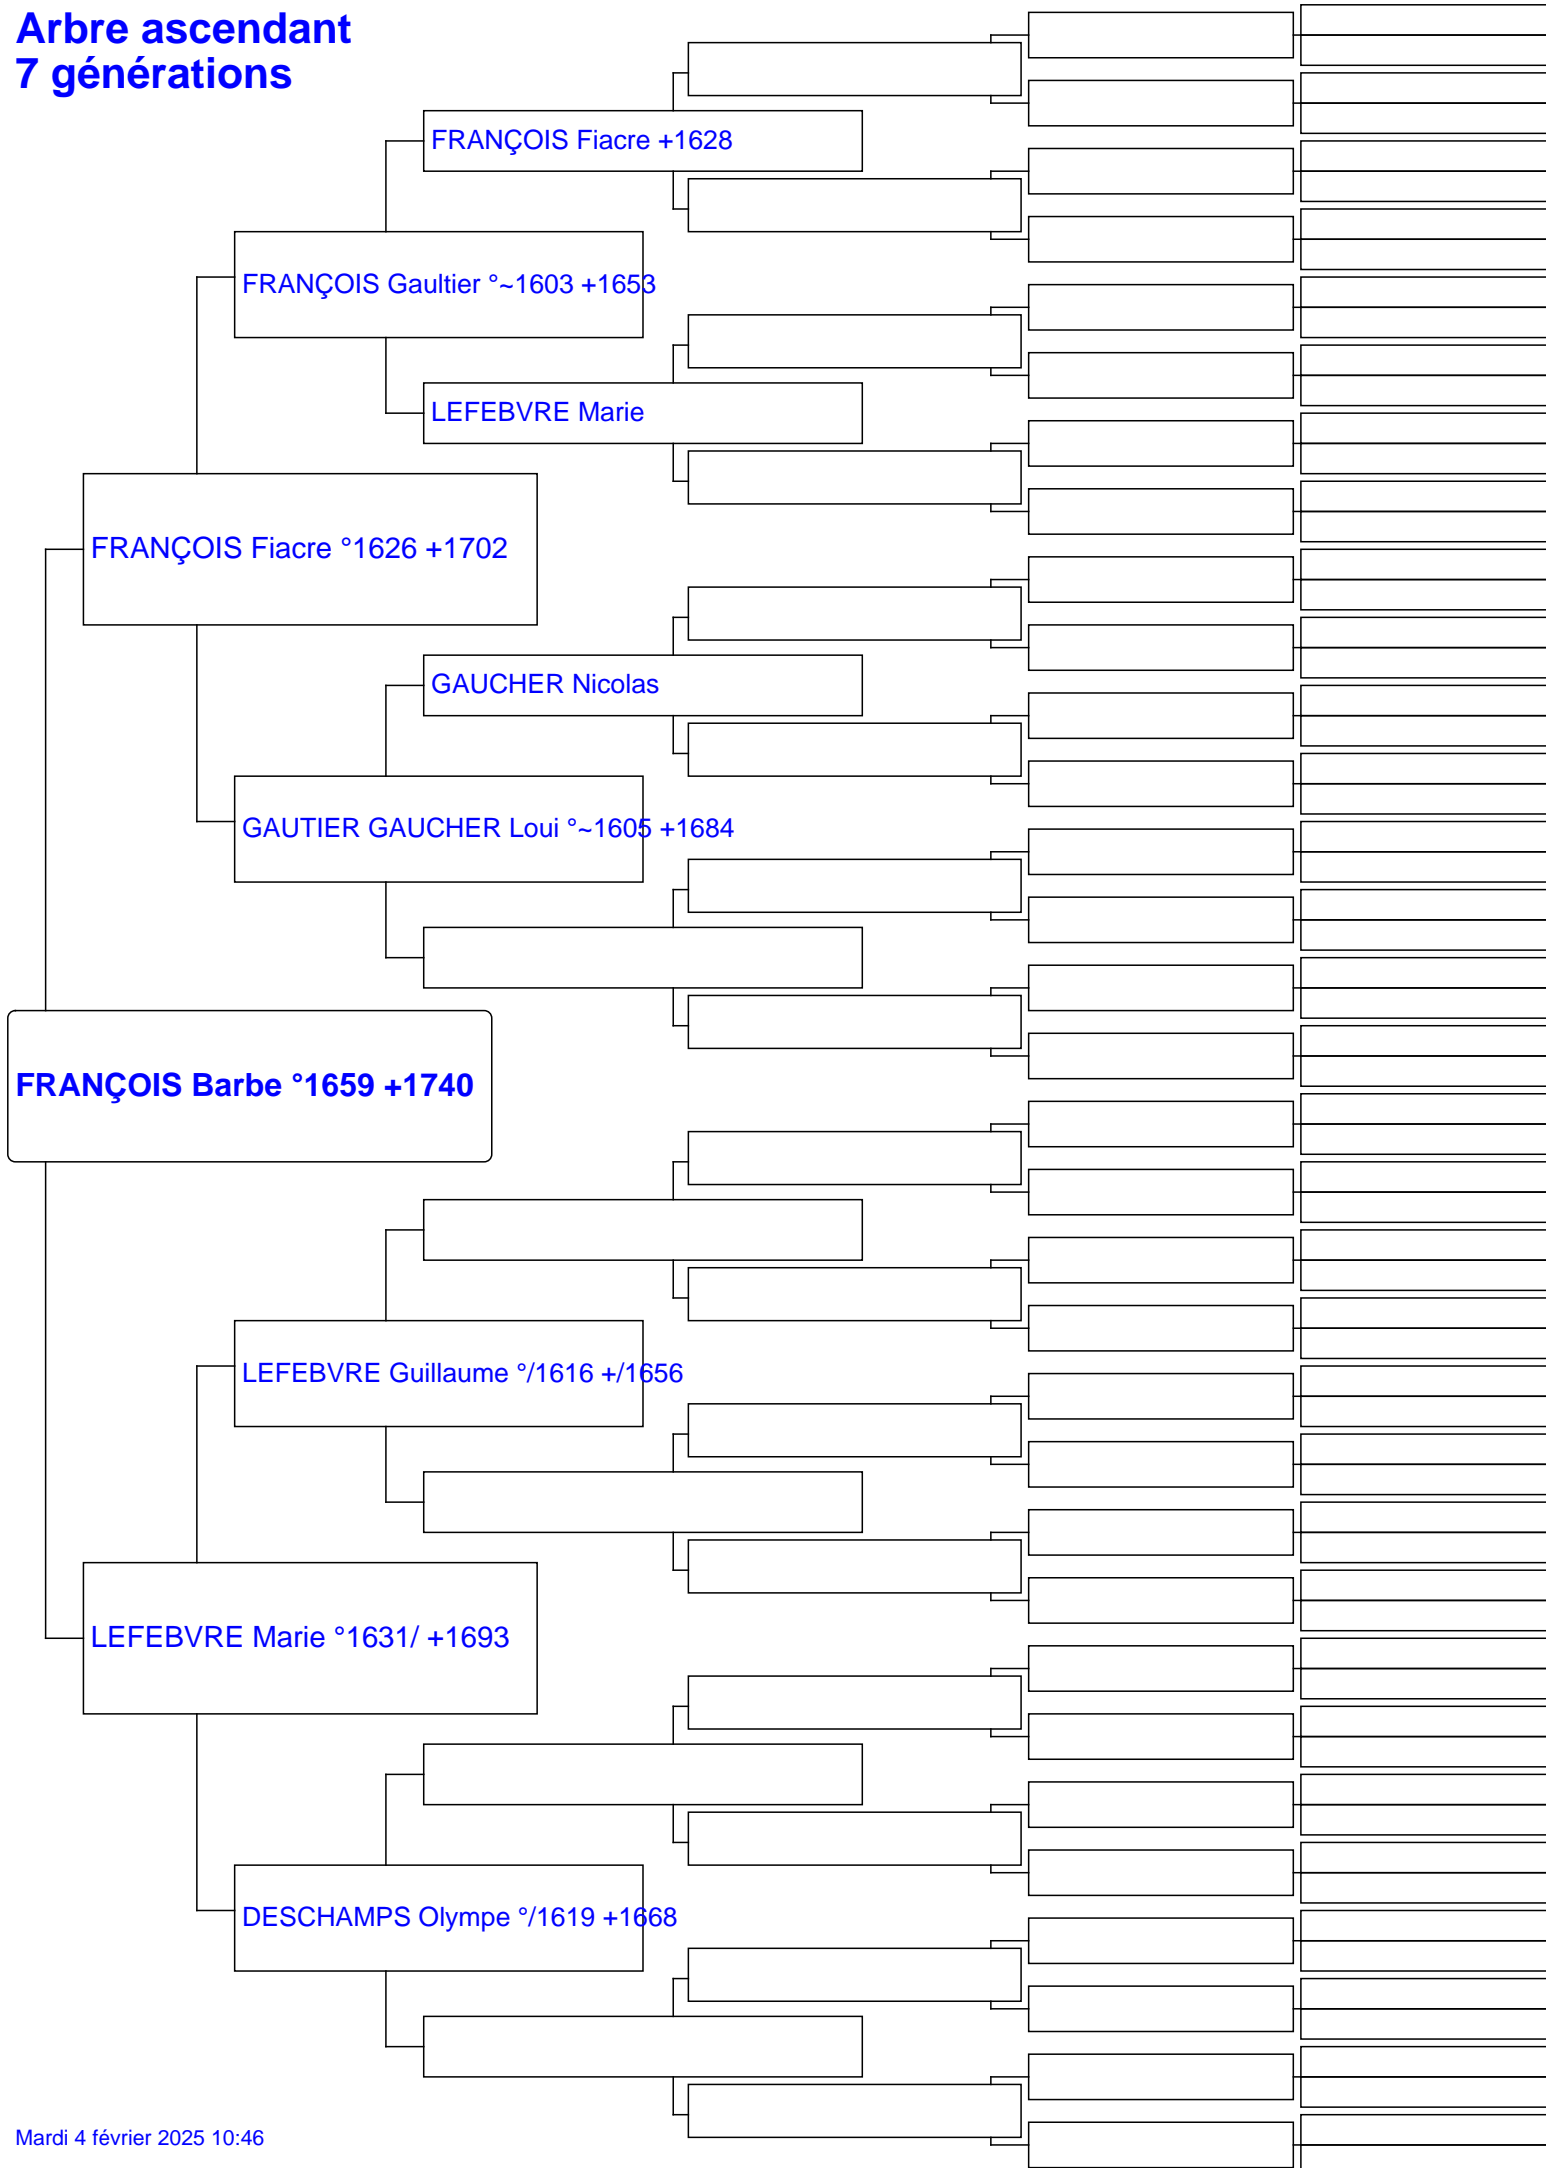 Arbre ascendant
7 générations
FRANÇOIS Fiacre +1628
FRANÇOIS Gaultier °~1603 +1653
LEFEBVRE Marie
FRANÇOIS Fiacre °1626 +1702
GAUCHER Nicolas
GAUTIER GAUCHER Loui °~1605 +1684
FRANÇOIS Barbe °1659 +1740
LEFEBVRE Guillaume °/1616 +/1656
LEFEBVRE Marie °1631/ +1693
DESCHAMPS Olympe °/1619 +1668
Mardi 4 février 2025 10:46